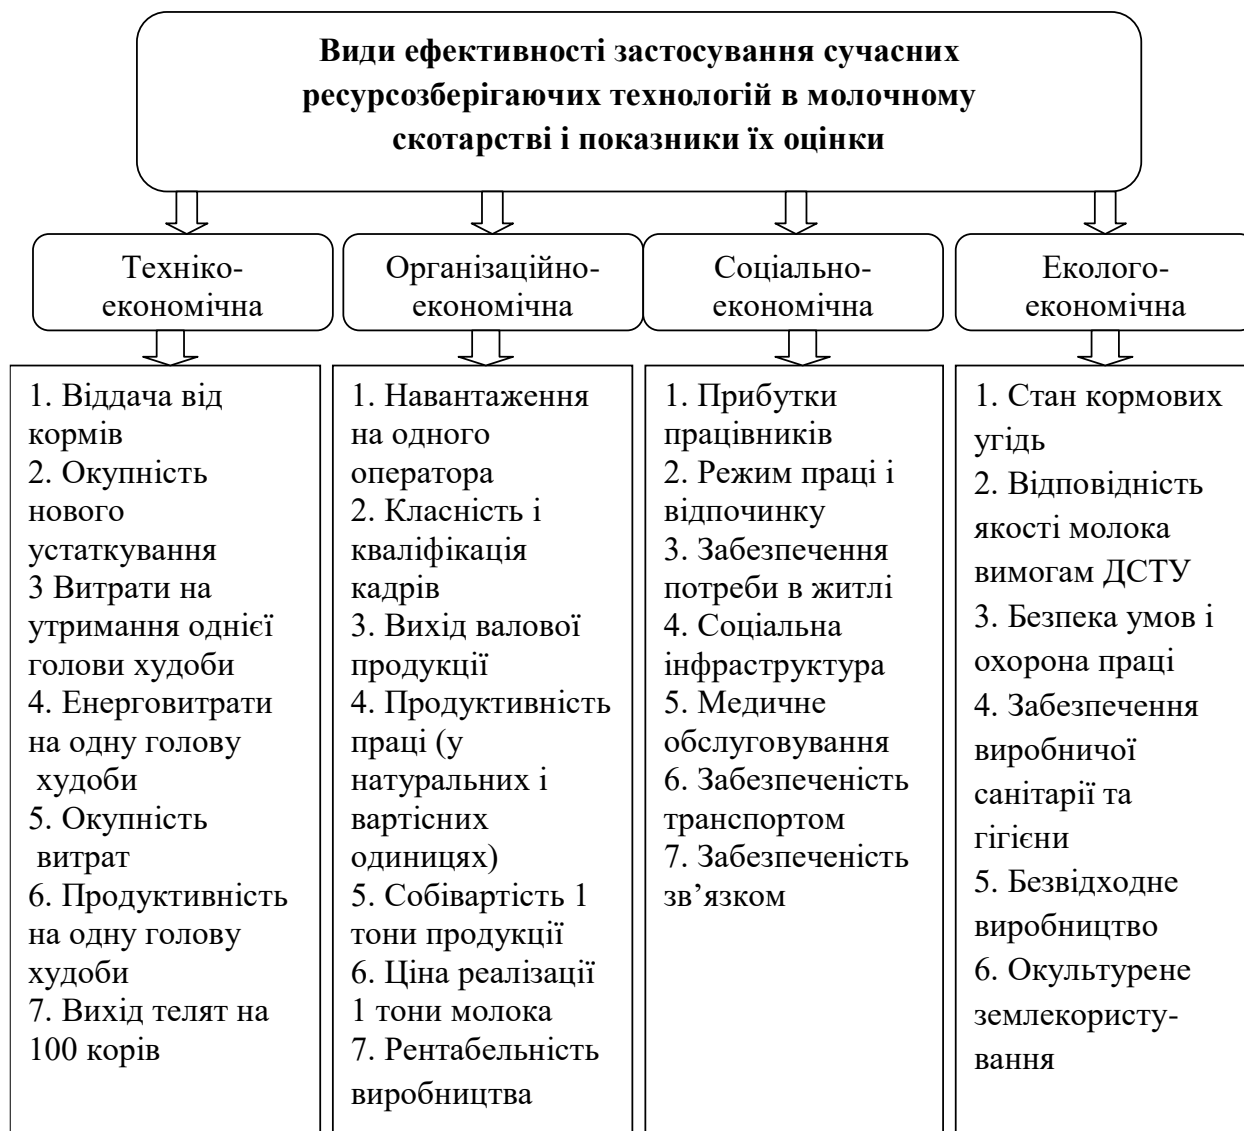 Види ефективності застосування сучасних
ресурсозберігаючих технологій в молочному
скотарстві і показники їх оцінки
Техніко-
економічна
Організаційно-
економічна
Соціально-
економічна
Еколого-
економічна
1. Віддача від
кормів
2. Окупність
нового
устаткування
3 Витрати на
утримання однієї
голови худоби
4. Енерговитрати
на одну голову
худоби
5. Окупність
витрат
6. Продуктивність
на одну голову
худоби
7. Вихід телят на
100 корів
1. Навантаження
на одного
оператора
2. Класність і
кваліфікація
кадрів
3. Вихід валової
продукції
4. Продуктивність
праці (у
натуральних і
вартісних
одиницях)
5. Собівартість 1
тони продукції
6. Ціна реалізації
1 тони молока
7. Рентабельність
виробництва
1. Прибутки
працівників
2. Режим праці і
відпочинку
3. Забезпечення
потреби в житлі
4. Соціальна
інфраструктура
5. Медичне
обслуговування
6. Забезпеченість
транспортом
7. Забезпеченість
зв’язком
1. Стан кормових
угідь
2. Відповідність
якості молока
вимогам ДСТУ
3. Безпека умов і
охорона праці
4. Забезпечення
виробничої
санітарії та
гігієни
5. Безвідходне
виробництво
6. Окультурене
землекористу-
вання